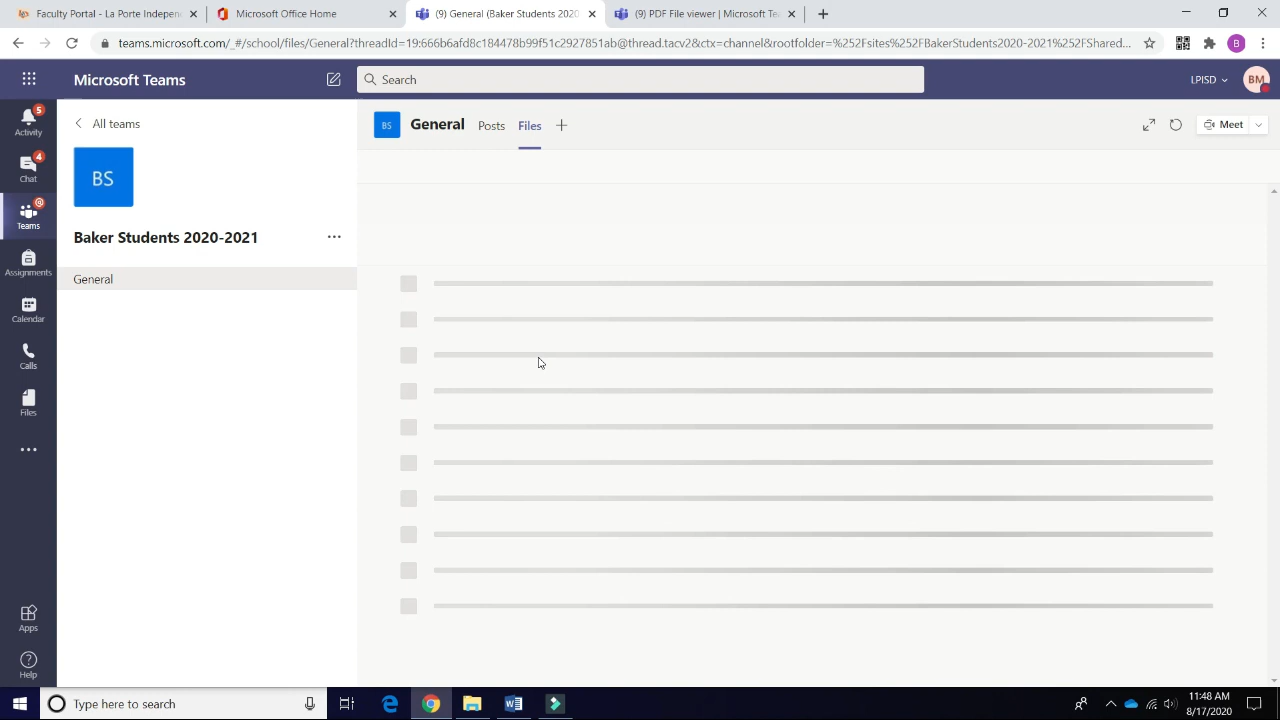 Faculty Portal - La Porte Indepen
Microsoft Office Home
(9) General (Baker Students 2020
(9) PDF File viewer | Microsoft Te
teams.microsoft.com/_#/school/files/General?threadId=19:666b6afd8c184478b99f51c2927851ab@thread.tacv2&ctx=channel&rootfolder=%252Fsites%252FBakerStudents2020-2021%252FShared...
B
Microsoft Teams
Search
LPISD
BM
5
Activity
4
Chat
@
Teams
Assignments
Calendar
Calls
Files
Apps
Help
All teams
BS
Baker Students 2020-2021
General
BS
General
Posts
Files
Meet
Type here to search
11:48 AM
8/17/2020